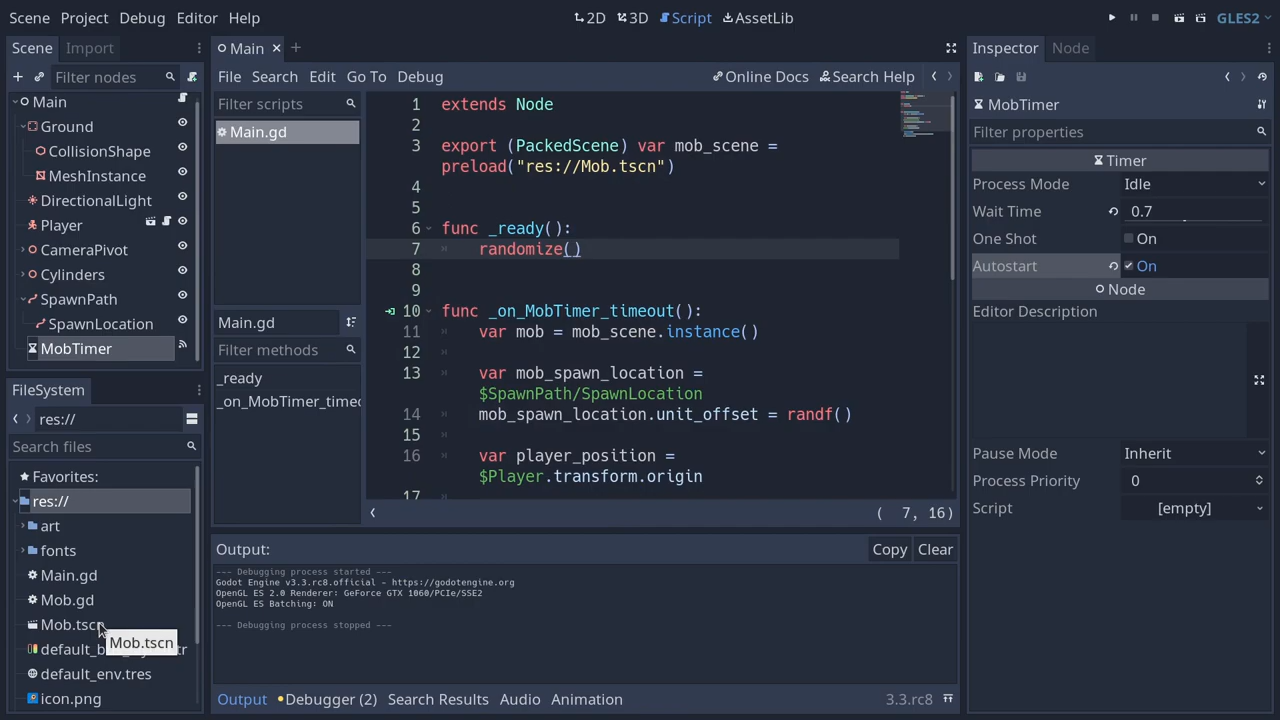 Scene Project Debug Editor Help
2D 3D Script AssetLib
GLES2
Scene Import
Filter nodes
Main
Ground
CollisionShape
MeshInstance
DirectionalLight
Player
CameraPivot
Cylinders
SpawnPath
SpawnLocation
MobTimer
FileSystem
res://
Search files
Favorites:
res://
art
fonts
Main.gd
Mob.gd
Mob.tscn
Mob.tscn
default_env.tres
icon.png
Main
File Search Edit Go To Debug
Online Docs Search Help
Filter scripts
Main.gd
Main.gd
Filter methods
_ready
1 extends Node
2
3 export (PackedScene) var mob_scene =
preload("res://Mob.tscn")
4
5
6 func _ready():
7 randomize()
8
9
10 func _on_MobTimer_timeout():
11 var mob = mob_scene.instance()
12
13 var mob_spawn_location =
$SpawnPath/SpawnLocation
14 mob_spawn_location.unit_offset = randf()
15
16 var player_position =
$Player.transform.origin
17
( 7, 16)
Output:
Copy Clear
--- Debugging process started ---
Godot Engine v3.3.rc8.official - https://godotengine.org
OpenGL ES 2.0 Renderer: GeForce GTX 1060/PCIe/SSE2
OpenGL ES Batching: ON
--- Debugging process stopped ---
Output Debugger (2) Search Results Audio Animation
3.3.rc8
Inspector Node
MobTimer
Filter properties
Timer
Process Mode Idle
Wait Time 0.7
One Shot On
Autostart On
Node
Editor Description
Pause Mode Inherit
Process Priority 0
Script [empty]